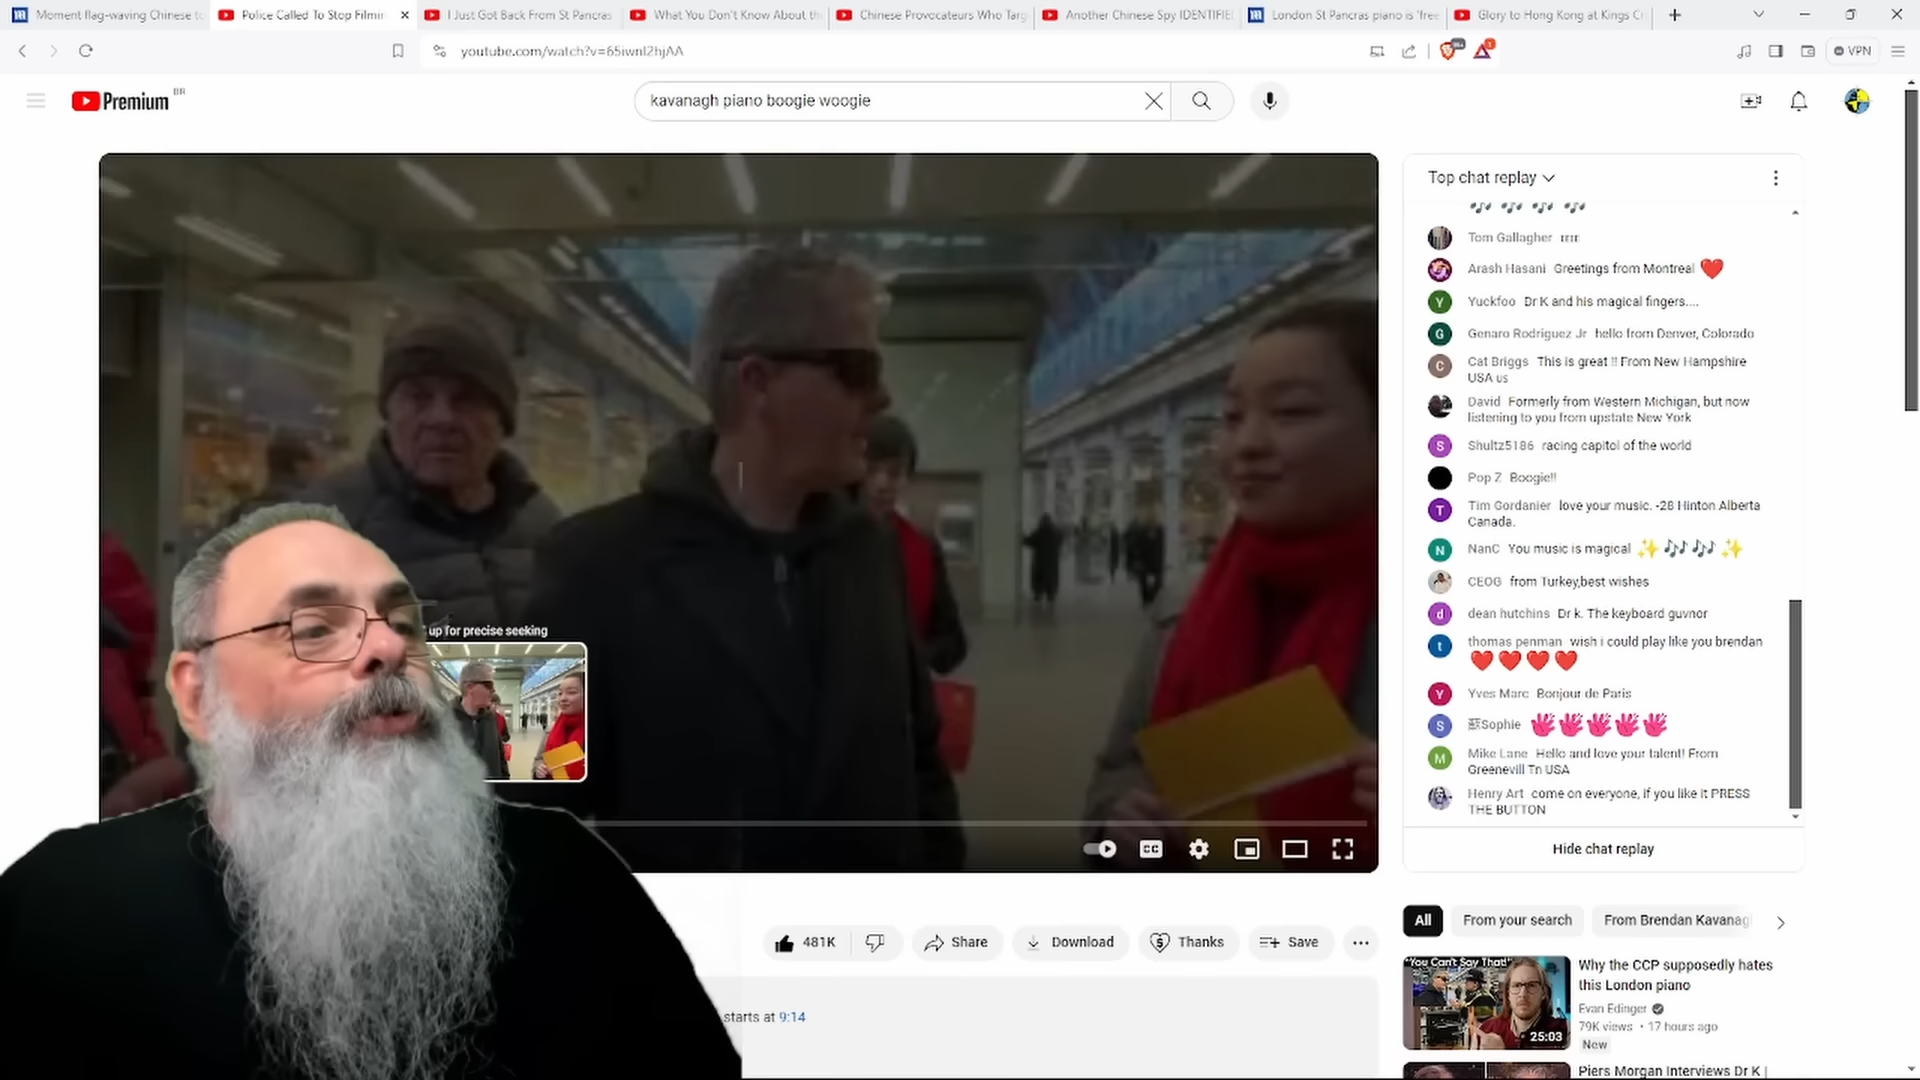 Moment flag-waving Chinese to
Police Called To Stop Filmin
I Just Got Back From St Pancras
What You Don't Know About th
Chinese Provocateurs Who Targ
Another Chinese Spy IDENTIFIE
London St Pancras piano is 'free
Glory to Hong Kong at Kings Cr
youtube.com/watch?v=65iwnI2hjAA
VPN
Premium BR
kavanagh piano boogie woogie
Top chat replay
Tom Gallagher
Arash Hasani Greetings from Montreal ❤️
Yuckfoo Dr K and his magical fingers....
Genaro Rodriguez Jr hello from Denver, Colorado
Cat Briggs This is great !! From New Hampshire
USA us
David Formerly from Western Michigan, but now
listening to you from upstate New York
Shultz5186 racing capitol of the world
Pop Z Boogie!!
Tim Gordanier love your music. -28 Hinton Alberta
Canada.
NanC You music is magical ✨🎶🎶✨
CEOG from Turkey,best wishes
dean hutchins Dr k. The keyboard guvnor
thomas penman wish i could play like you brendan
❤️❤️❤️❤️
Yves Marc Bonjour de Paris
Sophie
Mike Lane Hello and love your talent! From
Greenevill Tn USA
Henry Art come on everyone, if you like it PRESS
THE BUTTON
Hide chat replay
up for precise seeking
CC
481K
Share
Download
Thanks
Save
starts at 9:14
All
From your search
From Brendan Kavanag
"You Can't Say That!"
25:03
Why the CCP supposedly hates
this London piano
Evan Edinger
79K views • 17 hours ago
New
Piers Morgan Interviews Dr K |